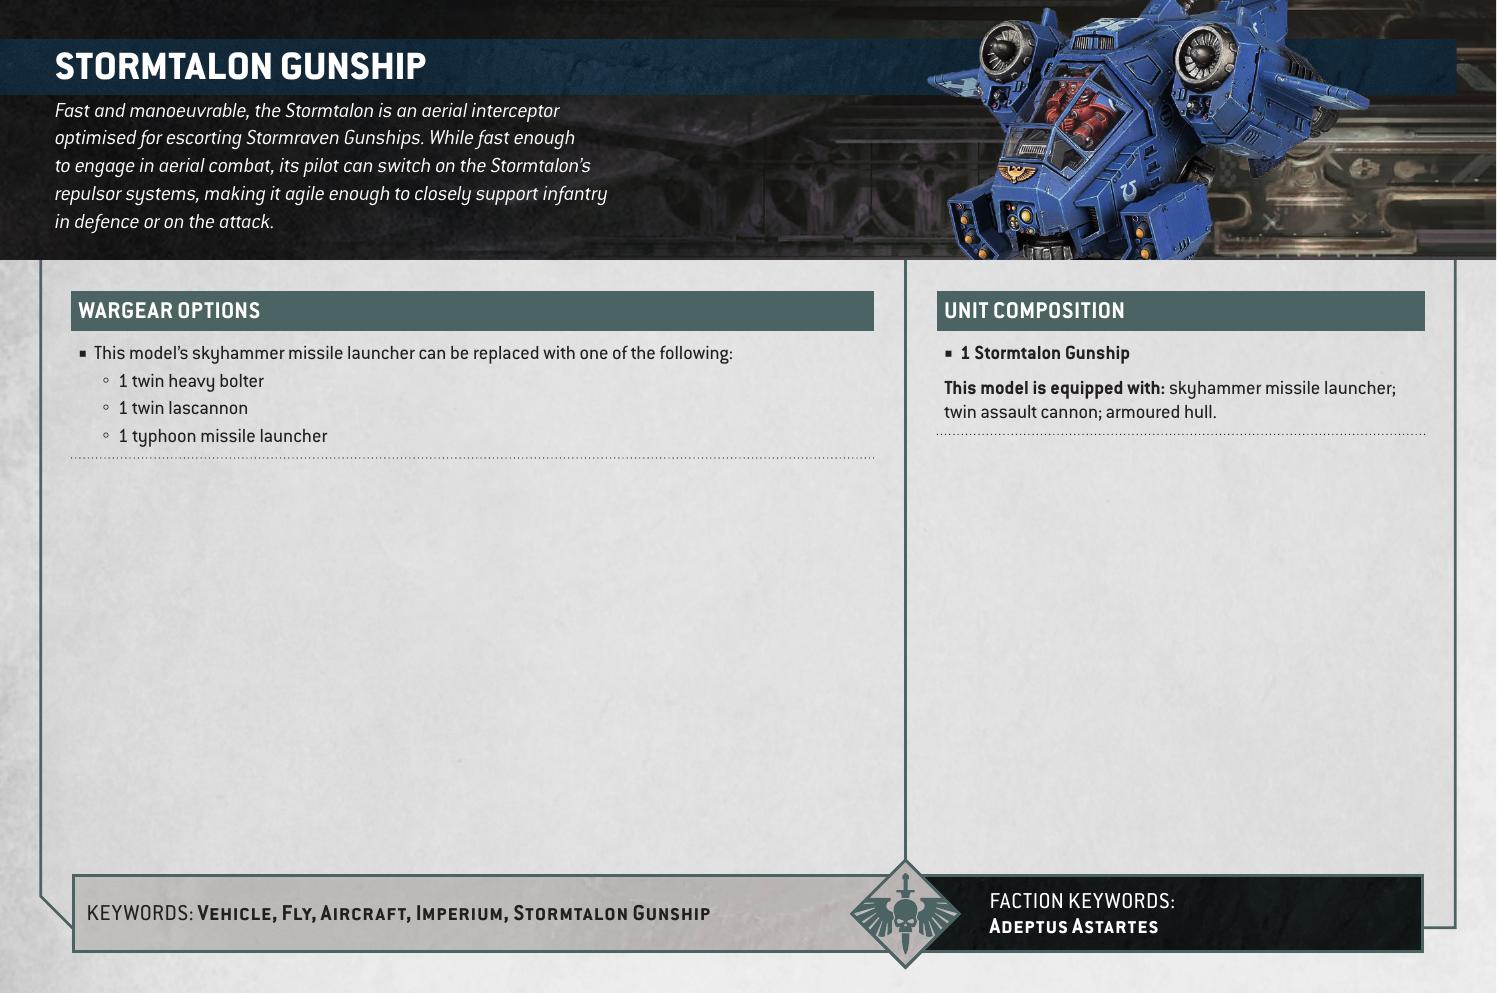 STORMTALON GUNSHIP
Fast and manoeuvrable, the Stormtalon is an aerial interceptor
optimised for escorting Stormraven Gunships. While fast enough
to engage in aerial combat, its pilot can switch on the Stormtalon’s
repulsor systems, making it agile enough to closely support infantry
in defence or on the attack.
WARGEAR OPTIONS
■ This model’s skyhammer missile launcher can be replaced with one of the following:
◦ 1 twin heavy bolter
◦ 1 twin lascannon
◦ 1 typhoon missile launcher
UNIT COMPOSITION
■ 1 Stormtalon Gunship
This model is equipped with: skyhammer missile launcher;
twin assault cannon; armoured hull.
KEYWORDS: Vehicle, Fly, Aircraft, Imperium, Stormtalon Gunship
FACTION KEYWORDS:
Adeptus Astartes